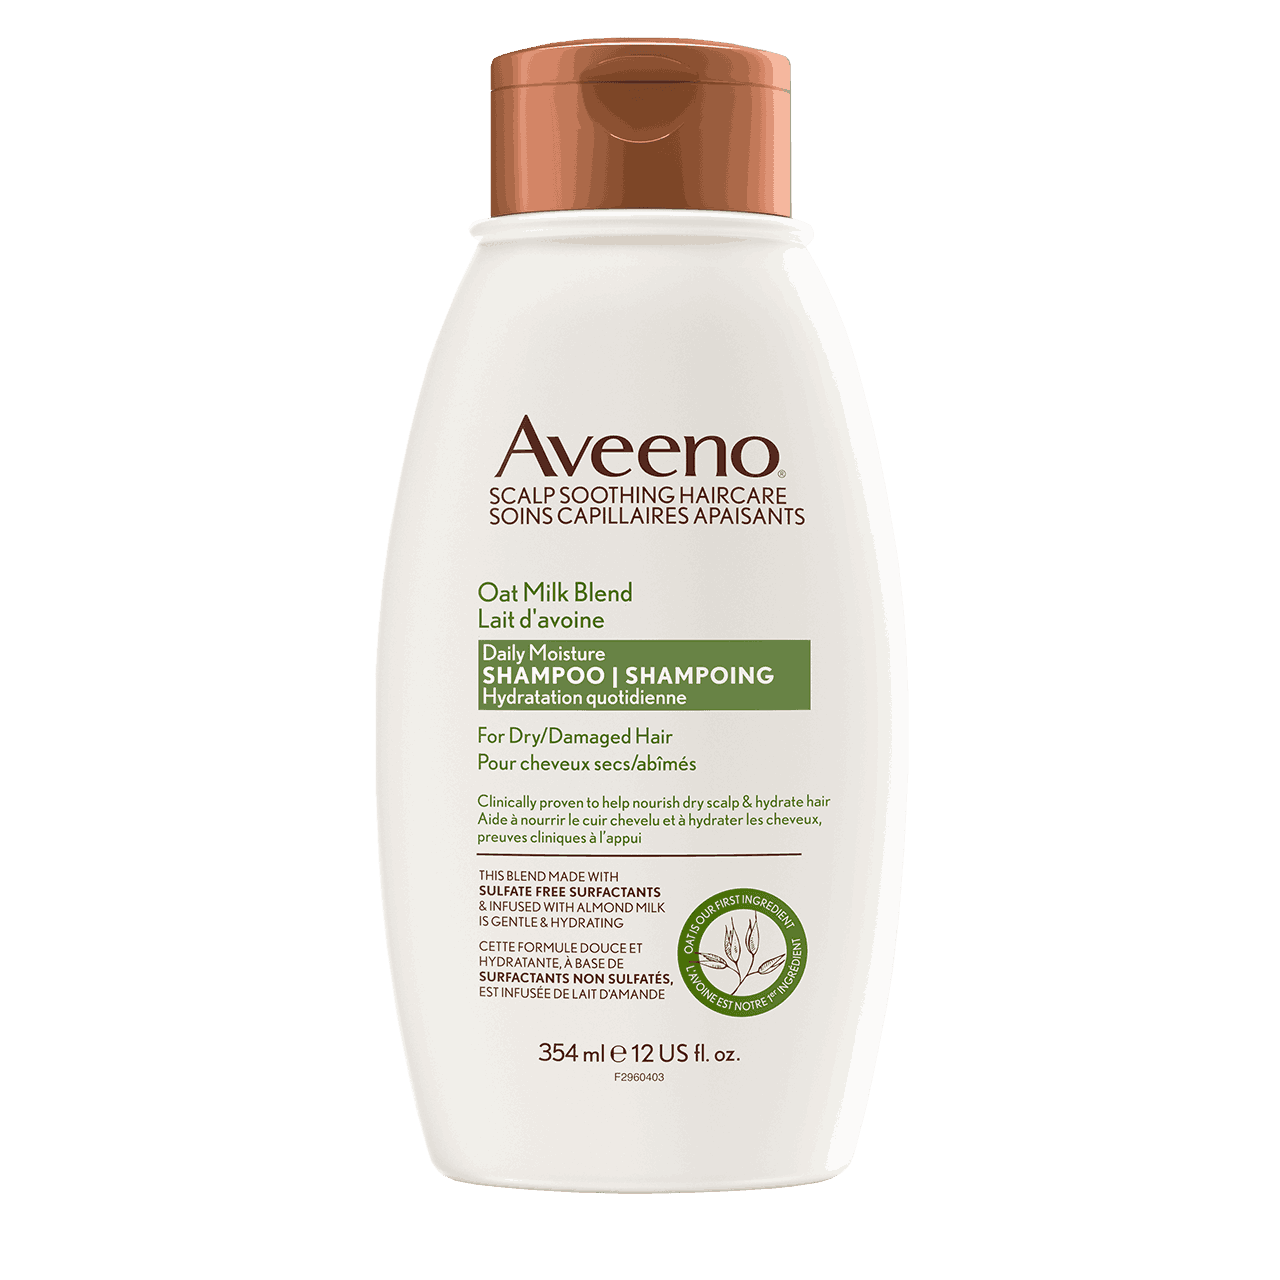 Aveeno®
SCALP SOOTHING HAIRCARE
SOINS CAPILLAIRES APAISANTS
Oat Milk Blend
Lait d'avoine
Daily Moisture
SHAMPOO | SHAMPOING
Hydratation quotidienne
For Dry/Damaged Hair
Pour cheveux secs/abîmés
Clinically proven to help nourish dry scalp & hydrate hair
Aide à nourrir le cuir chevelu et à hydrater les cheveux,
preuves cliniques à l'appui
THIS BLEND MADE WITH
SULFATE FREE SURFACTANTS
& INFUSED WITH ALMOND MILK
IS GENTLE & HYDRATING
CETTE FORMULE DOUCE ET
HYDRATANTE, À BASE DE
SURFACTANTS NON SULFATÉS,
EST INFUSÉE DE LAIT D'AMANDE
OAT IS OUR FIRST INGREDIENT
L'AVOINE EST NOTRE 1er INGRÉDIENT
354 ml ℮ 12 US fl. oz.
F2960403